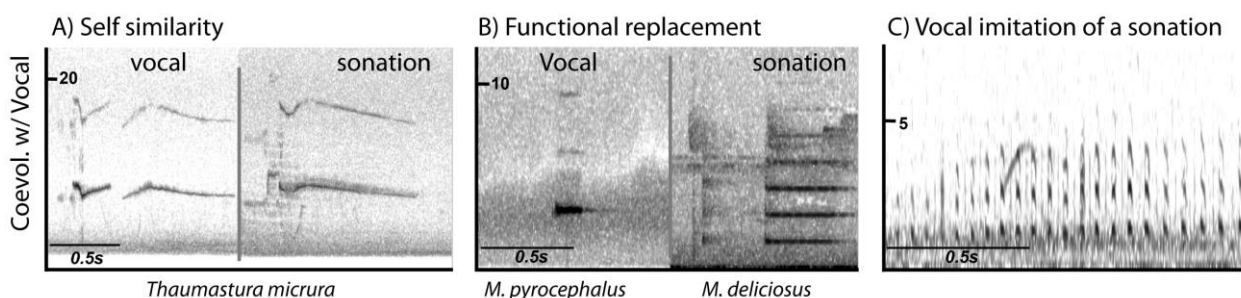 Coevol. w/ Vocal
A) Self similarity
20
vocal
sonation
0.5s
Thaumastura micrura
B) Functional replacement
10
Vocal
sonation
0.5s
M. pyrocephalus
M. deliciosus
C) Vocal imitation of a sonation
5
0.5s